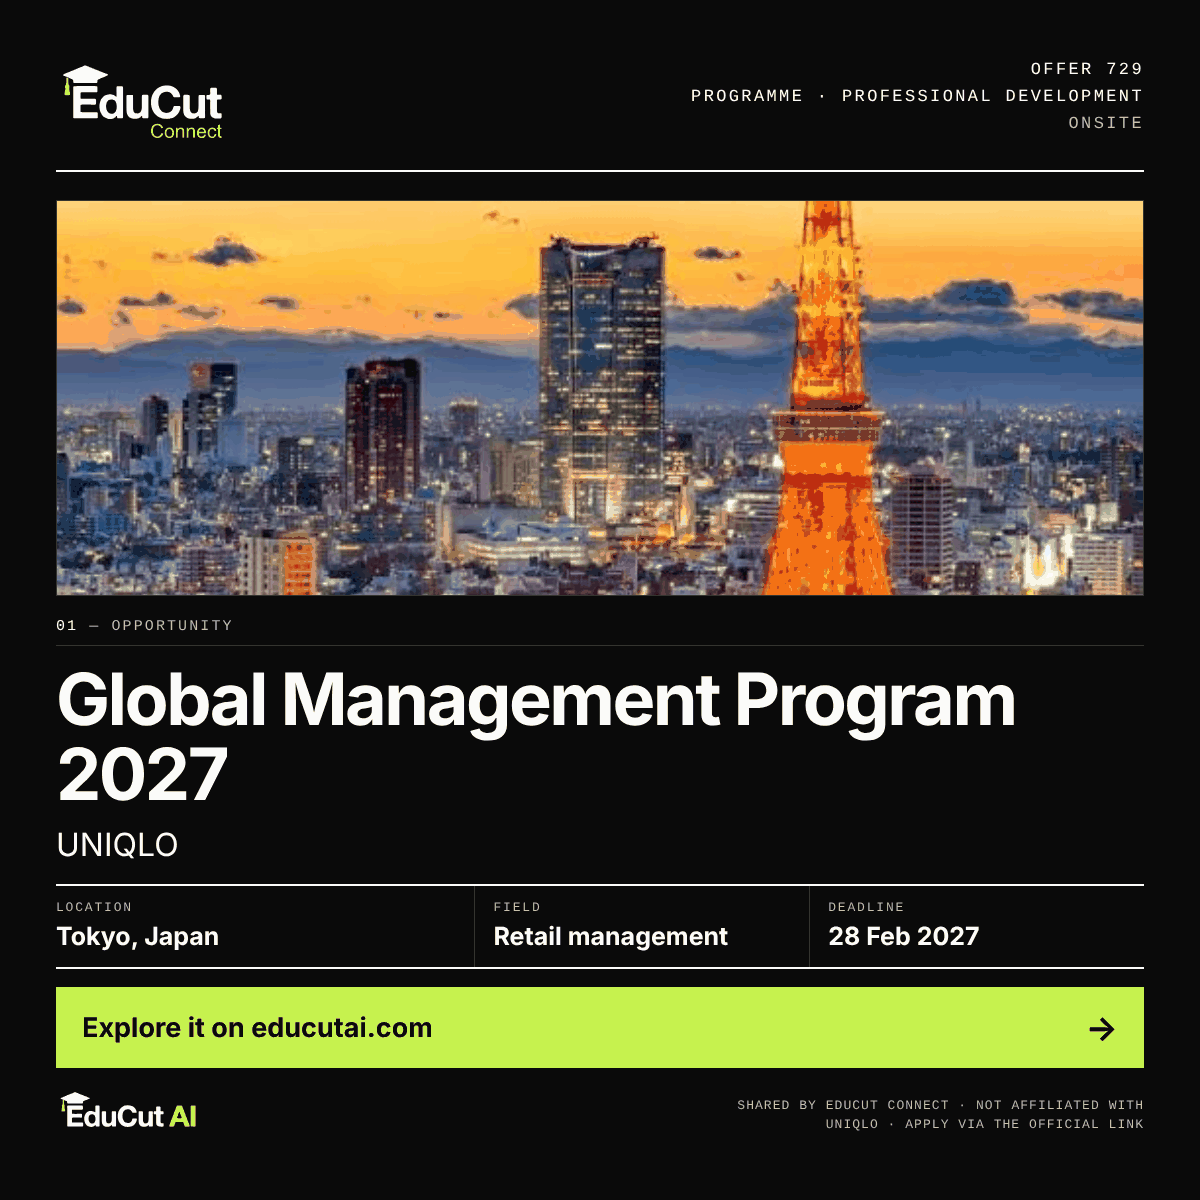 EduCut
Connect
OFFER 729
PROGRAMME · PROFESSIONAL DEVELOPMENT
ONSITE
01 — OPPORTUNITY
Global Management Program
2027
UNIQLO
LOCATION
Tokyo, Japan
FIELD
Retail management
DEADLINE
28 Feb 2027
Explore it on educutai.com →
EduCut AI
SHARED BY EDUCUT CONNECT · NOT AFFILIATED WITH
UNIQLO · APPLY VIA THE OFFICIAL LINK